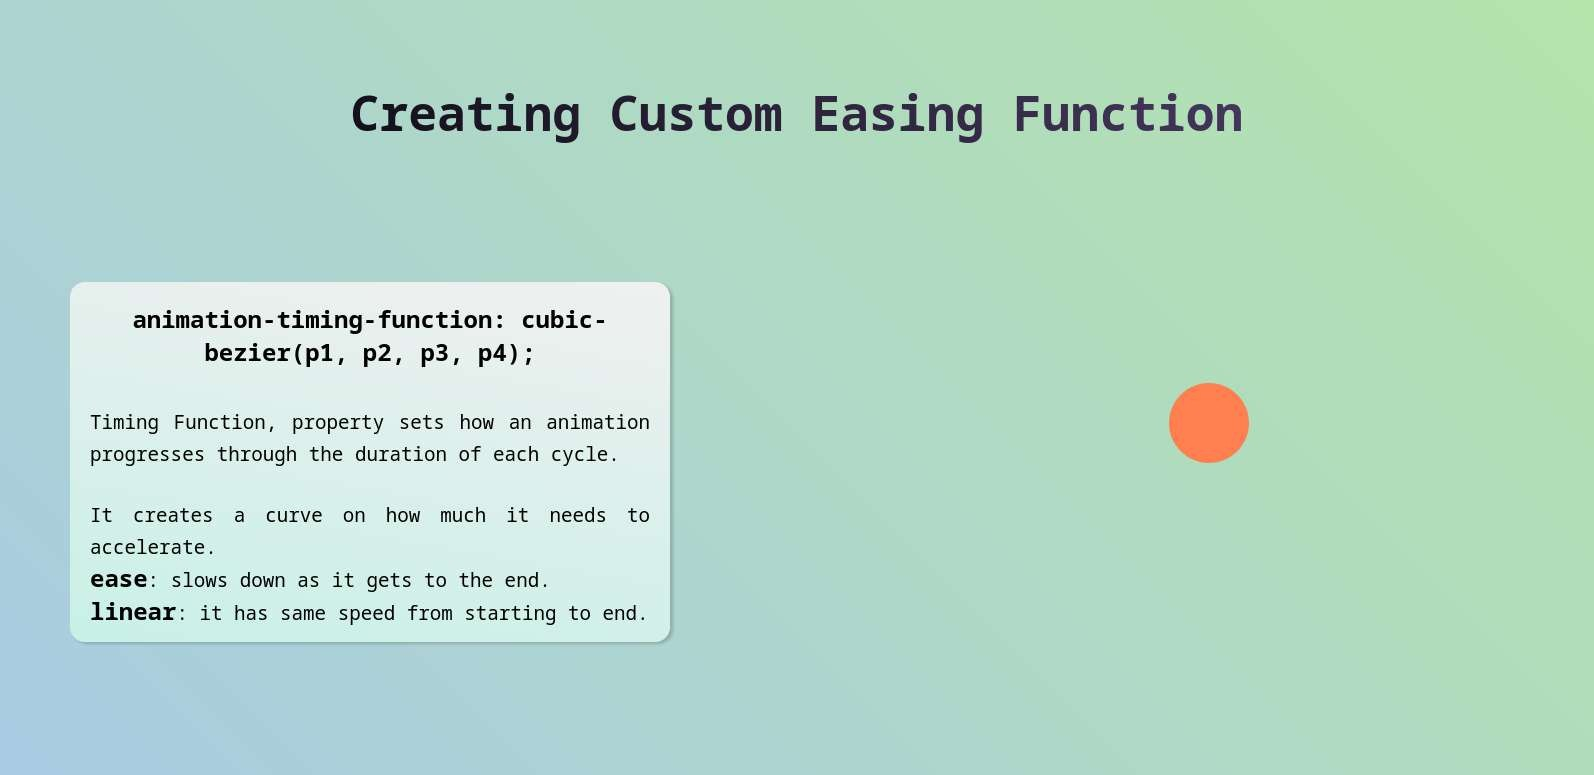 Creating Custom Easing Function
animation-timing-function: cubic-
bezier(p1, p2, p3, p4);
Timing Function, property sets how an animation
progresses through the duration of each cycle.
It creates a curve on how much it needs to
accelerate.
ease: slows down as it gets to the end.
linear: it has same speed from starting to end.